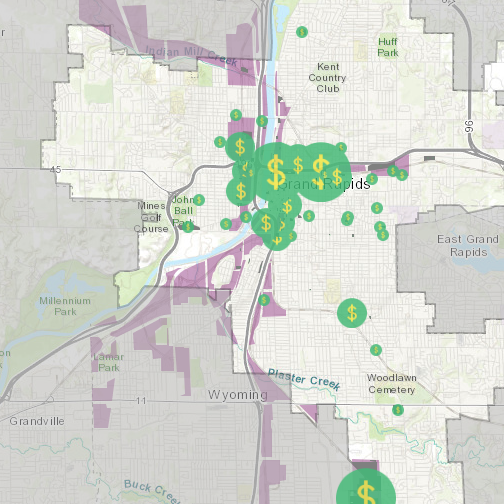 r
Indian Mill Creek
Huff
Park
Kent
Country
Club
96
45
Grand Rapids
Mines
Golf
Course
John
Ball
Park
East Grand
Rapids
Millennium
Park
on
k
Lamar
Park
Plaster Creek
Woodlawn
Cemetery
Wyoming
11
Grandville
Buck Creek
$